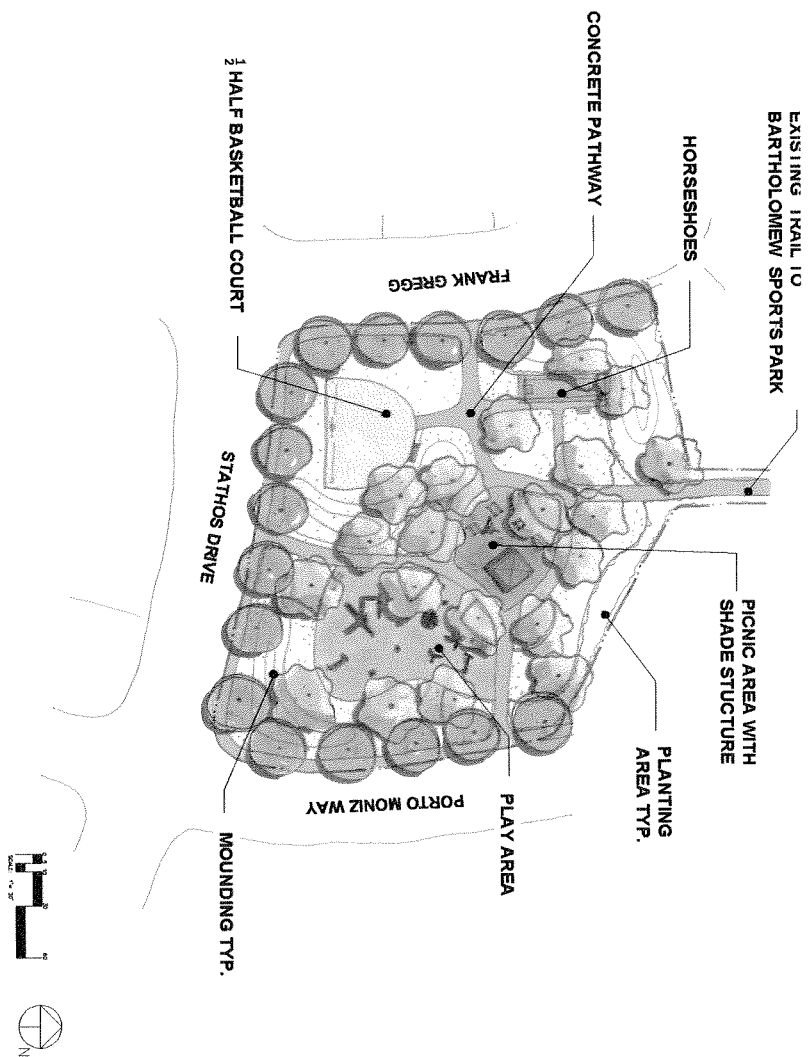 EXISTING TRAIL TO
BARTHOLOMEW SPORTS PARK
HORSESHOES
CONCRETE PATHWAY
½ HALF BASKETBALL COURT
FRANK GREGG
STATHOS DRIVE
PICNIC AREA WITH
SHADE STUCTURE
PLANTING
AREA TYP.
PLAY AREA
PORTO MONIZ WAY
MOUNDING TYP.
N